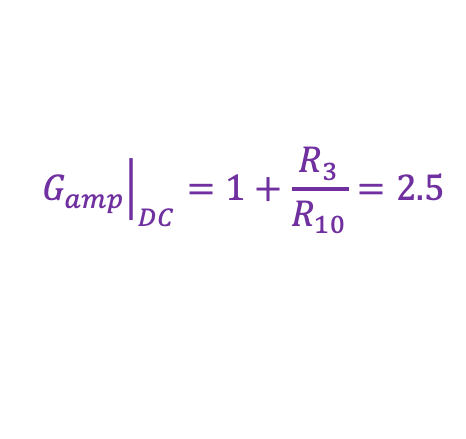 G_amp|_DC = 1 + R_3/R_10 = 2.5